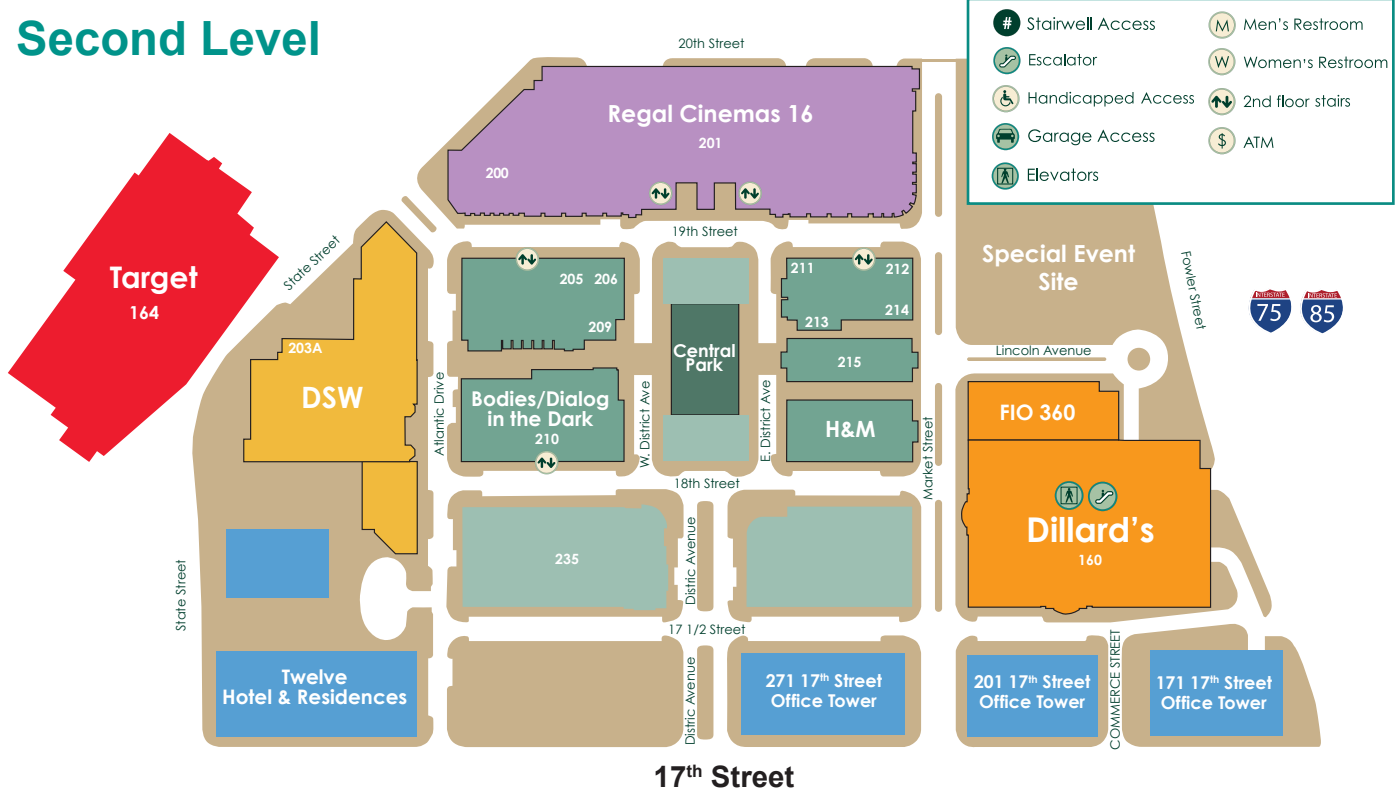 Second Level
# Stairwell Access
Escalator
Handicapped Access
Garage Access
Elevators
M Men's Restroom
W Women's Restroom
2nd floor stairs
$ ATM
20th Street
Regal Cinemas 16
201
200
19th Street
Target
164
State Street
203A
DSW
Atlantic Drive
205 206
209
Bodies/Dialog
in the Dark
210
W. District Ave
Central
Park
E. District Ave
211
212
213
214
215
H&M
Market Street
Special Event
Site
Fowler Street
INTERSTATE
75
INTERSTATE
85
Lincoln Avenue
FIO 360
Dillard's
160
18th Street
235
Distric Avenue
State Street
17 1/2 Street
Twelve
Hotel & Residences
Distric Avenue
271 17th Street
Office Tower
201 17th Street
Office Tower
COMMERCE STREET
171 17th Street
Office Tower
17th Street